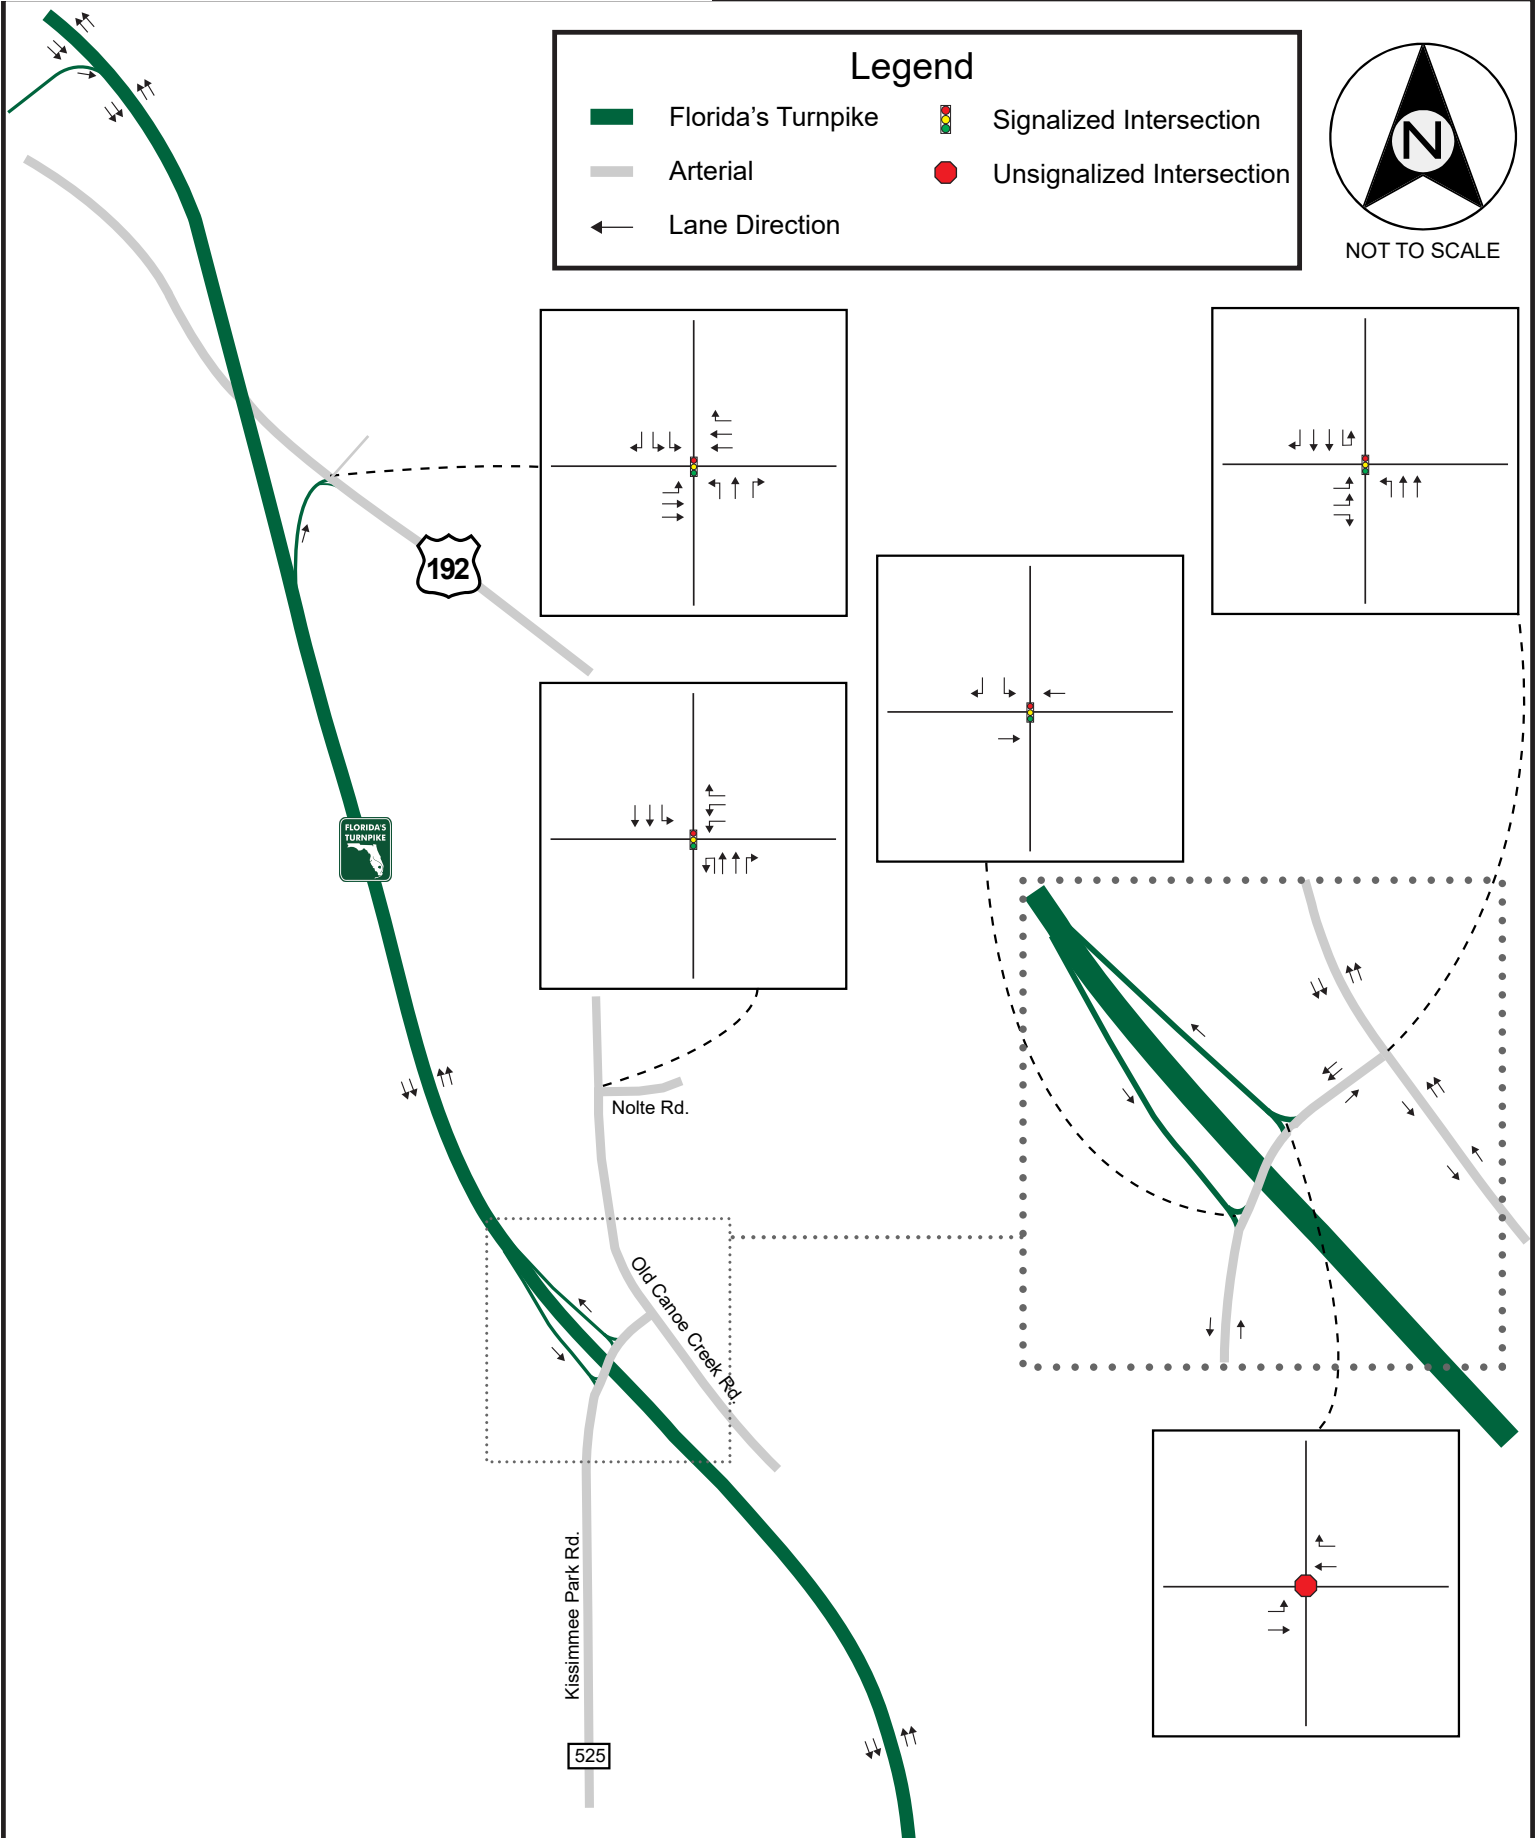 Legend
Florida's Turnpike
Signalized Intersection
Arterial
Unsignalized Intersection
Lane Direction
N
NOT TO SCALE
192
FLORIDA'S
TURNPIKE
Nolte Rd.
Old Canoe Creek Rd.
Kissimmee Park Rd.
525